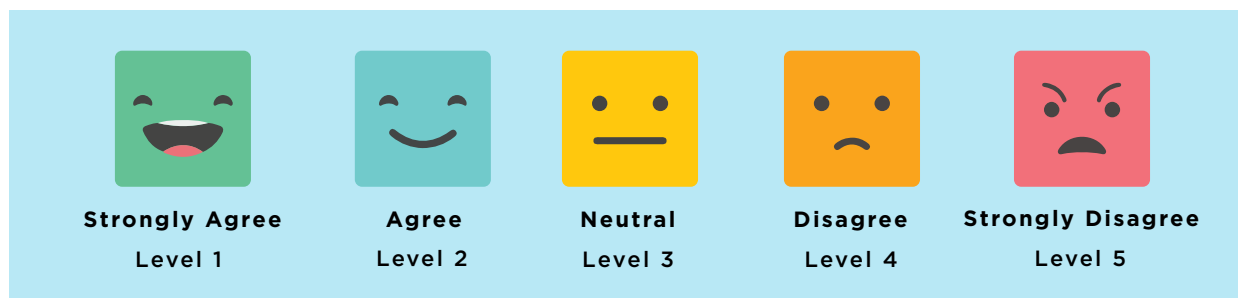 Strongly Agree
Level 1
Agree
Level 2
Neutral
Level 3
Disagree
Level 4
Strongly Disagree
Level 5